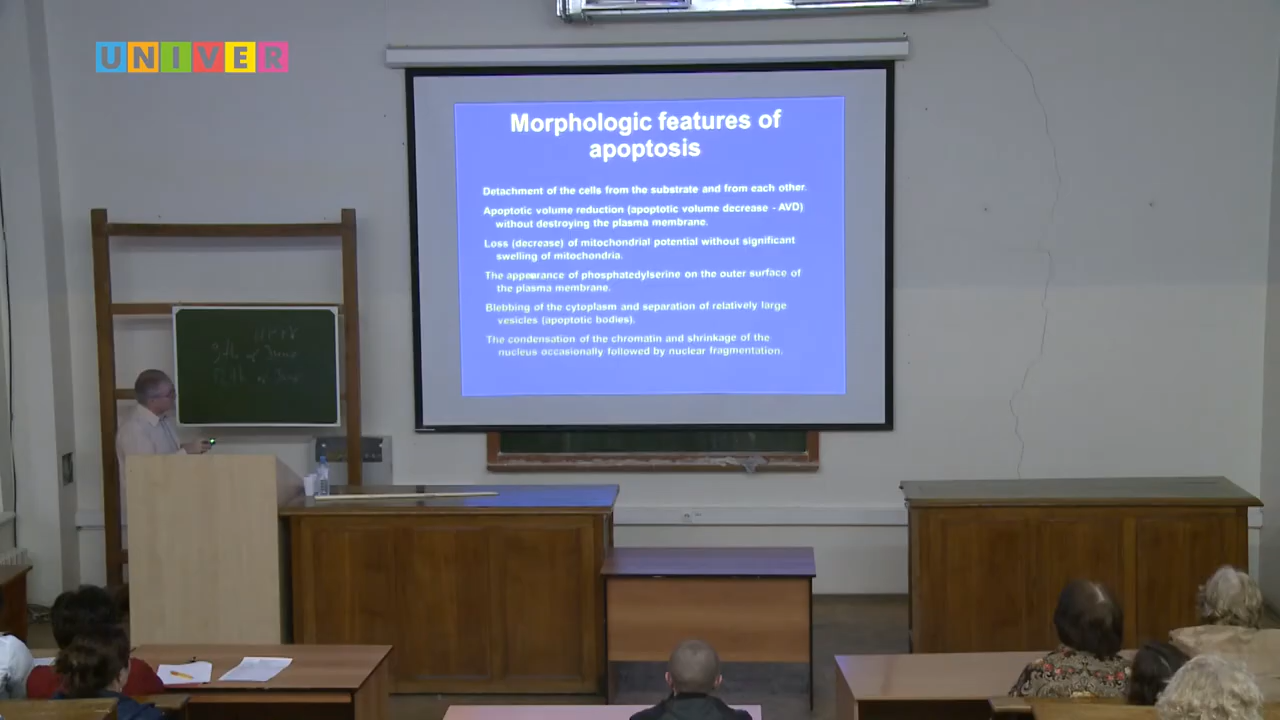 UNIVER
Morphologic features of
apoptosis
Detachment of the cells from the substrate and from each other.
Apoptotic volume reduction (apoptotic volume decrease - AVD)
without destroying the plasma membrane.
Loss (decrease) of mitochondrial potential without significant
swelling of mitochondria.
The appearance of phosphatedylserine on the outer surface of
the plasma membrane.
Blebbing of the cytoplasm and separation of relatively large
vesicles (apoptotic bodies).
The condensation of the chromatin and shrinkage of the
nucleus occasionally followed by nuclear fragmentation.
9th of June